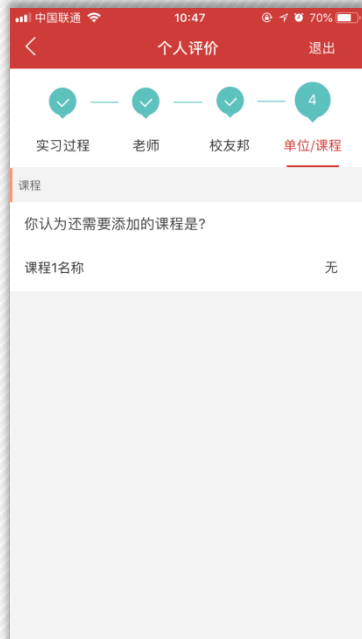 中国联通 10:47 70%
个人评价 退出
4
实习过程 老师 校友邦 单位/课程
课程
你认为还需要添加的课程是?
课程1名称 无